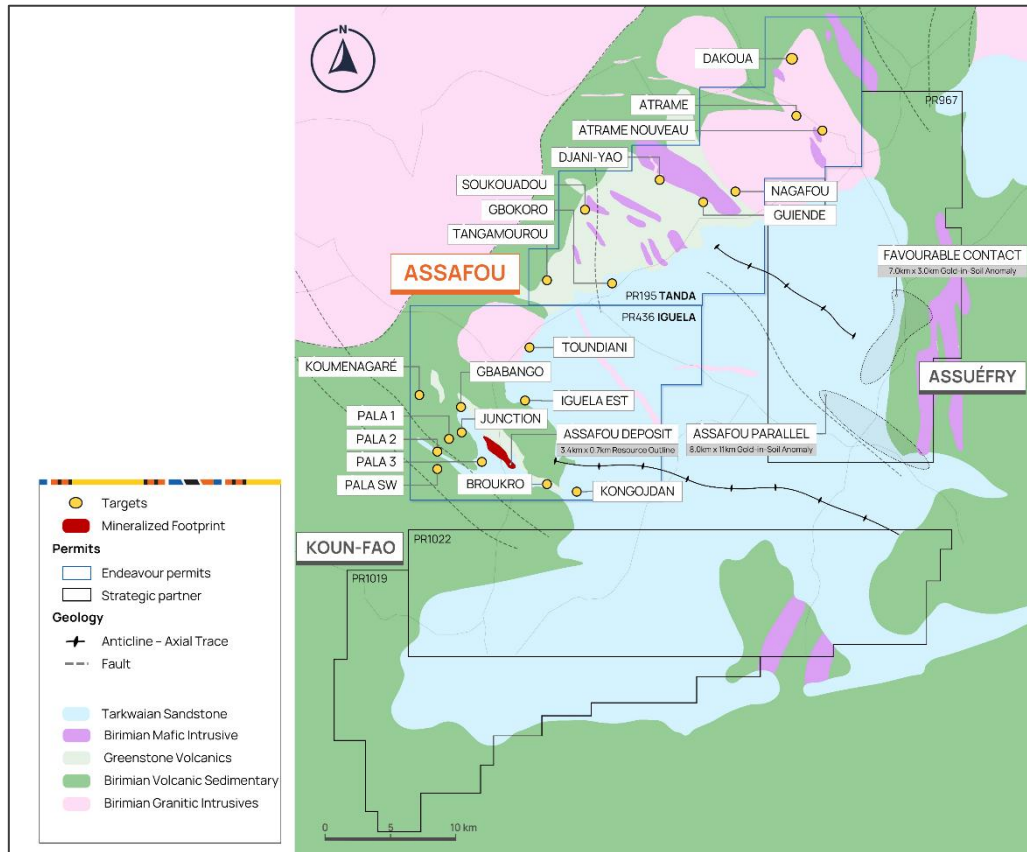 DAKOUA
PR967
ATRAME
ATRAME NOUVEAU
DJANI-YAO
SOUKOUADOU
NAGAFOU
GBOKORO
GUIENDE
TANGAMOUROU
FAVOURABLE CONTACT
7.0km x 3.0km Gold-in-Soil Anomaly
ASSAFOU
PR195 TANDA
PR436 IGUELA
TOUNDIANI
KOUMENAGARÉ
GBABANGO
ASSUÉFRY
IGUELA EST
PALA 1
JUNCTION
ASSAFOU DEPOSIT
3.4km x 0.7km Resource Outline
ASSAFOU PARALLEL
8.0km x 11km Gold-in-Soil Anomaly
PALA 2
PALA 3
PALA SW
BROUKRO
KONGOJDAN
KOUN-FAO
PR1022
PR1019
Targets
Mineralized Footprint
Permits
Endeavour permits
Strategic partner
Geology
Anticline – Axial Trace
Fault
Tarkwaian Sandstone
Birimian Mafic Intrusive
Greenstone Volcanics
Birimian Volcanic Sedimentary
Birimian Granitic Intrusives
0 5 10 km